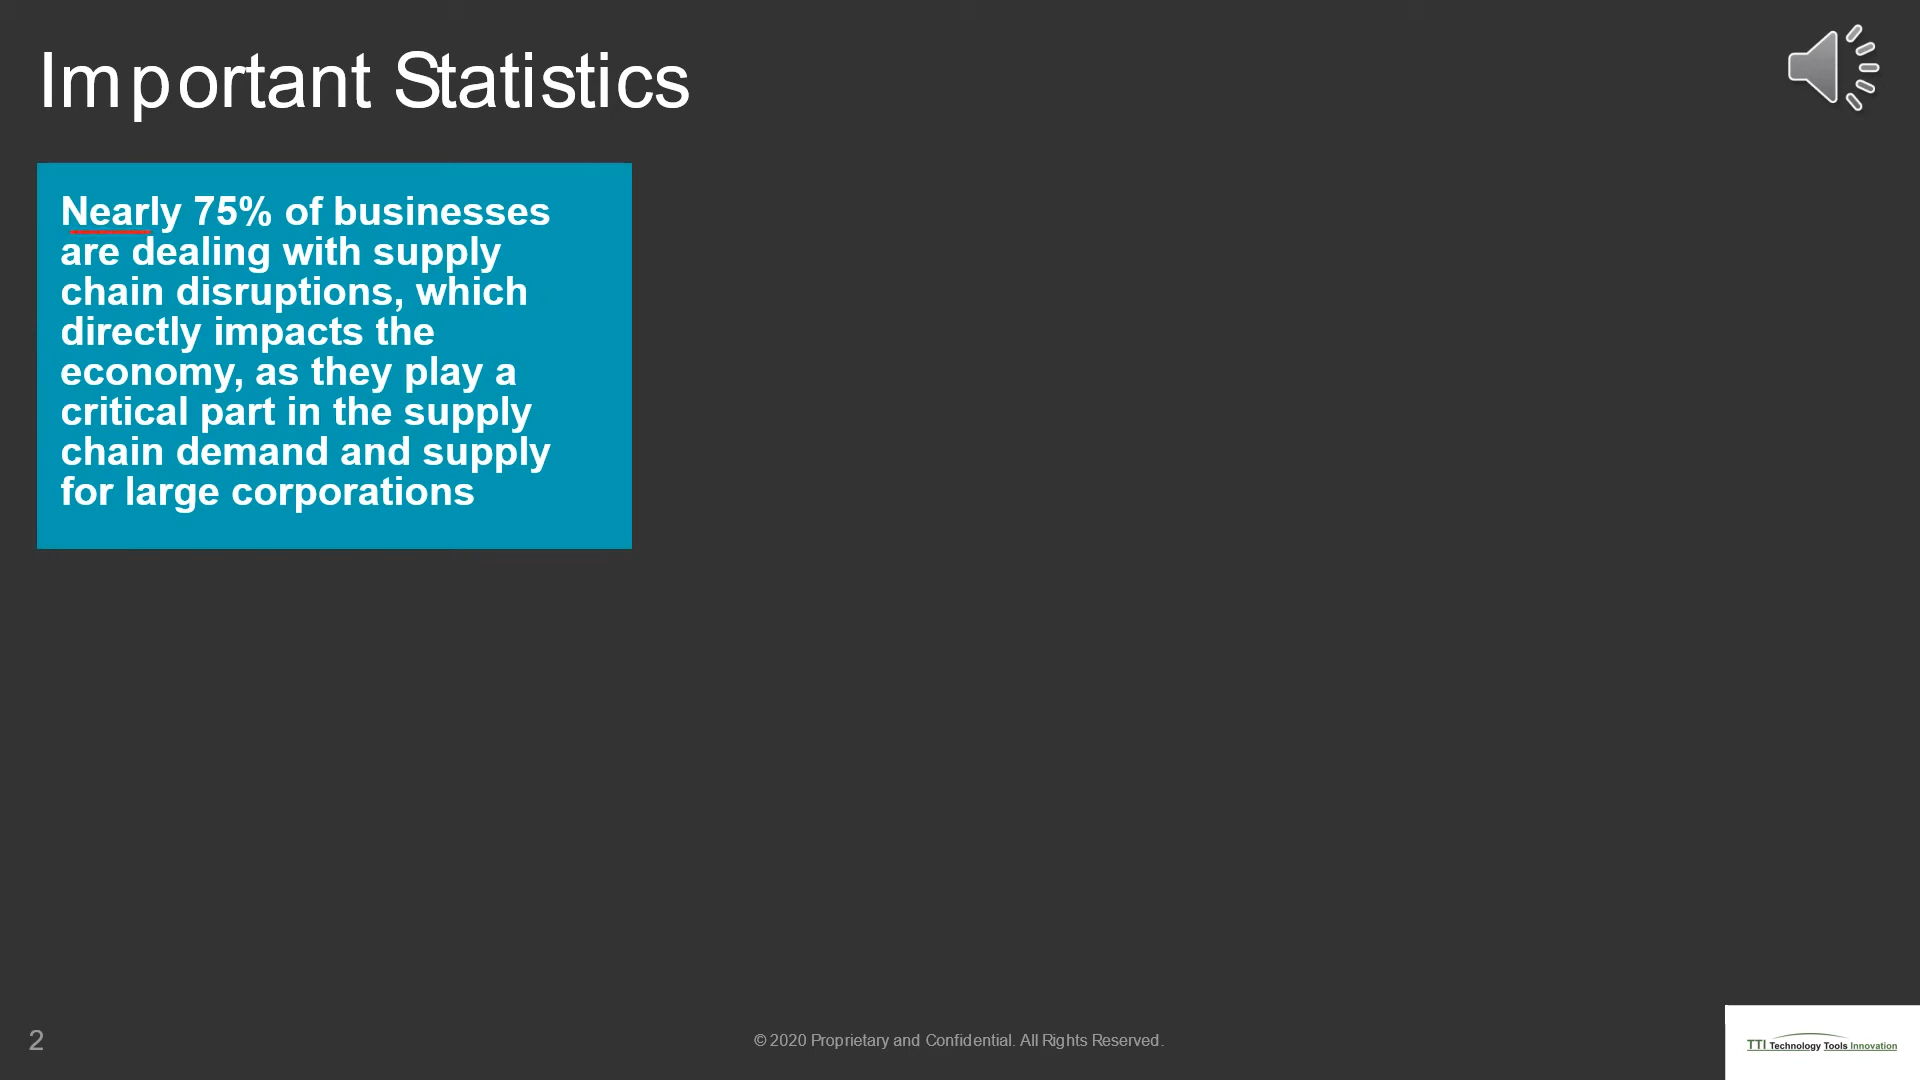 Important Statistics
Nearly 75% of businesses
are dealing with supply
chain disruptions, which
directly impacts the
economy, as they play a
critical part in the supply
chain demand and supply
for large corporations
2
© 2020 Proprietary and Confidential. All Rights Reserved.
TTI Technology Tools Innovation